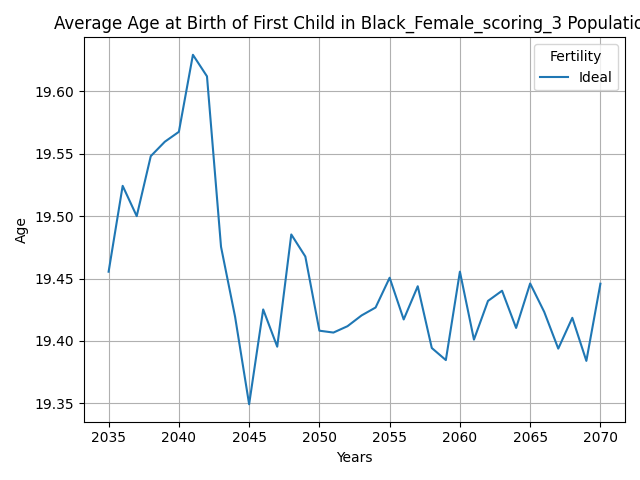 Average Age at Birth of First Child in Black_Female_scoring_3 Populatio
Fertility
Ideal
Age
19.60
19.55
19.50
19.45
19.40
19.35
2035 2040 2045 2050 2055 2060 2065 2070
Years